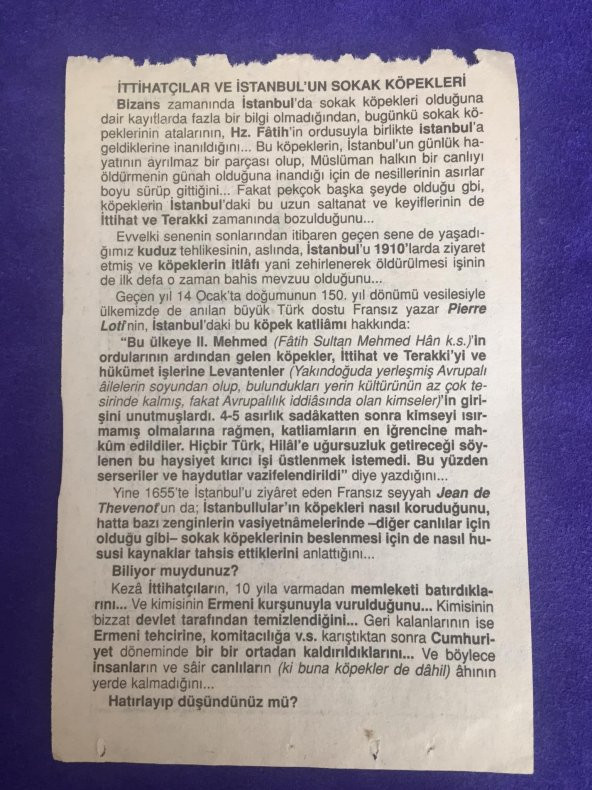 İTTİHATÇILAR VE İSTANBUL'UN SOKAK KÖPEKLERİ
Bizans zamanında İstanbul'da sokak köpekleri olduğuna
dair kayıtlarda fazla bir bilgi olmadığından, bugünkü sokak kö-
peklerinin atalarının, Hz. Fâtih'in ordusuyla birlikte istanbul'a
geldiklerine inanıldığını... Bu köpeklerin, İstanbul'un günlük ha-
yatının ayrılmaz bir parçası olup, Müslüman halkın bir canlıyı
öldürmenin günah olduğuna inandığı için de nesillerinin asırlar
boyu sürüp gittiğini... Fakat pekçok başka şeyde olduğu gbi,
köpeklerin İstanbul'daki bu uzun saltanat ve keyiflerinin de
İttihat ve Terakki zamanında bozulduğunu...
Evvelki senenin sonlarından itibaren geçen sene de yaşadı-
ğımız kuduz tehlikesinin, aslında, İstanbul'u 1910'larda ziyaret
etmiş ve köpeklerin itlâfı yani zehirlenerek öldürülmesi işinin
de ilk defa o zaman bahis mevzuu olduğunu...
Geçen yıl 14 Ocak'ta doğumunun 150. yıl dönümü vesilesiyle
ülkemizde de anılan büyük Türk dostu Fransız yazar Pierre
Loti'nin, İstanbul'daki bu köpek katliâmı hakkında:
"Bu ülkeye II. Mehmed (Fâtih Sultan Mehmed Hân k.s.)'in
ordularının ardından gelen köpekler, İttihat ve Terakki'yi ve
hükûmet işlerine Levantenler (Yakındoğuda yerleşmiş Avrupalı
âilelerin soyundan olup, bulundukları yerin kültürünün az çok te-
sirinde kalmış, fakat Avrupalılık iddiâsında olan kimseler)'in giri-
şini unutmuşlardı. 4-5 asırlık sadâkatten sonra kimseyi ısır-
mamış olmalarına rağmen, katliamların en iğrencine mah-
kûm edildiler. Hiçbir Türk, Hilâl'e uğursuzluk getireceği söy-
lenen bu haysiyet kırıcı işi üstlenmek istemedi. Bu yüzden
serseriler ve haydutlar vazifelendirildi" diye yazdığını...
Yine 1655'te İstanbul'u ziyâret eden Fransız seyyah Jean de
Thevenot'un da; İstanbullular'ın köpekleri nasıl koruduğunu,
hatta bazı zenginlerin vasiyetnâmelerinde –diğer canlılar için
olduğu gibi– sokak köpeklerinin beslenmesi için de nasıl hu-
susi kaynaklar tahsis ettiklerini anlattığını...
Biliyor muydunuz?
Kezâ İttihatçıların, 10 yıla varmadan memleketi batırdıkla-
rını... Ve kimisinin Ermeni kurşunuyla vurulduğunu... Kimisinin
bizzat devlet tarafından temizlendiğini... Geri kalanlarının ise
Ermeni tehcirine, komitacılığa v.s. karıştıktan sonra Cumhuri-
yet döneminde bir bir ortadan kaldırıldıklarını... Ve böylece
insanların ve sâir canlıların (ki buna köpekler de dâhil) âhının
yerde kalmadığını...
Hatırlayıp düşündünüz mü?